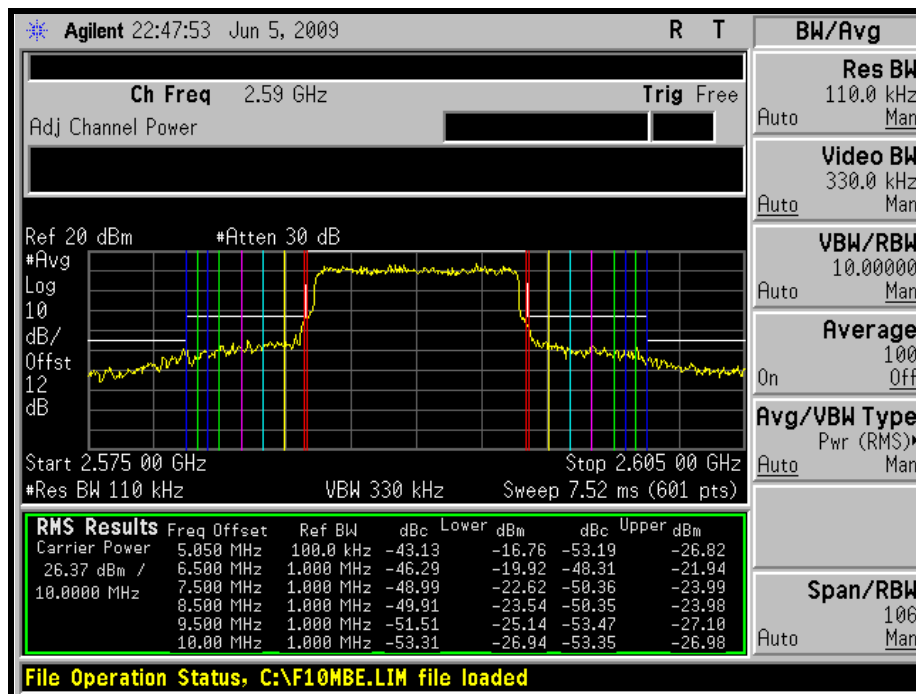 Agilent 22:47:53 Jun 5, 2009 R T
Ch Freq 2.59 GHz Trig Free
Adj Channel Power
Ref 20 dBm #Atten 30 dB
#Avg
Log
10
dB/
Offst
12
dB
Start 2.575 00 GHz Stop 2.605 00 GHz
#Res BW 110 kHz VBW 330 kHz Sweep 7.52 ms (601 pts)
RMS Results Freq Offset Ref BW dBc Lower dBm dBc Upper dBm
Carrier Power 5.050 MHz 100.0 kHz -43.13 -16.76 -53.19 -26.82
26.37 dBm / 6.500 MHz 1.000 MHz -46.29 -19.92 -48.31 -21.94
10.0000 MHz 7.500 MHz 1.000 MHz -48.99 -22.62 -50.36 -23.99
8.500 MHz 1.000 MHz -49.91 -23.54 -50.35 -23.98
9.500 MHz 1.000 MHz -51.51 -25.14 -53.47 -27.10
10.00 MHz 1.000 MHz -53.31 -26.94 -53.35 -26.98
File Operation Status, C:\F10MBE.LIM file loaded
BW/Avg
Res BW
110.0 kHz
Auto Man
Video BW
330.0 kHz
Auto Man
VBW/RBW
10.00000
Auto Man
Average
100
On Off
Avg/VBW Type
Pwr (RMS)
Auto Man
Span/RBW
106
Auto Man